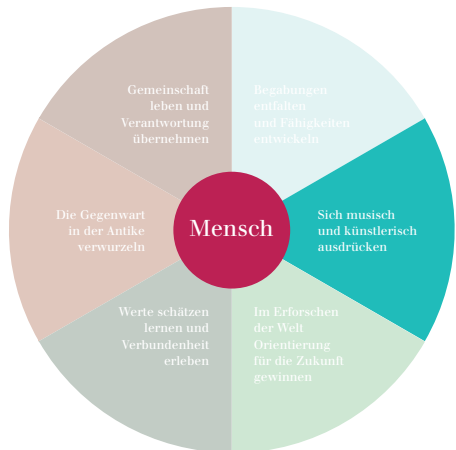 Gemeinschaft
leben und
Verantwortung
übernehmen
Begabungen
entfalten
und Fähigkeiten
entwickeln
Die Gegenwart
in der Antike
verwurzeln
Mensch
Sich musisch
und künstlerisch
ausdrücken
Werte schätzen
lernen und
Verbundenheit
erleben
Im Erforschen
der Welt
Orientierung
für die Zukunft
gewinnen